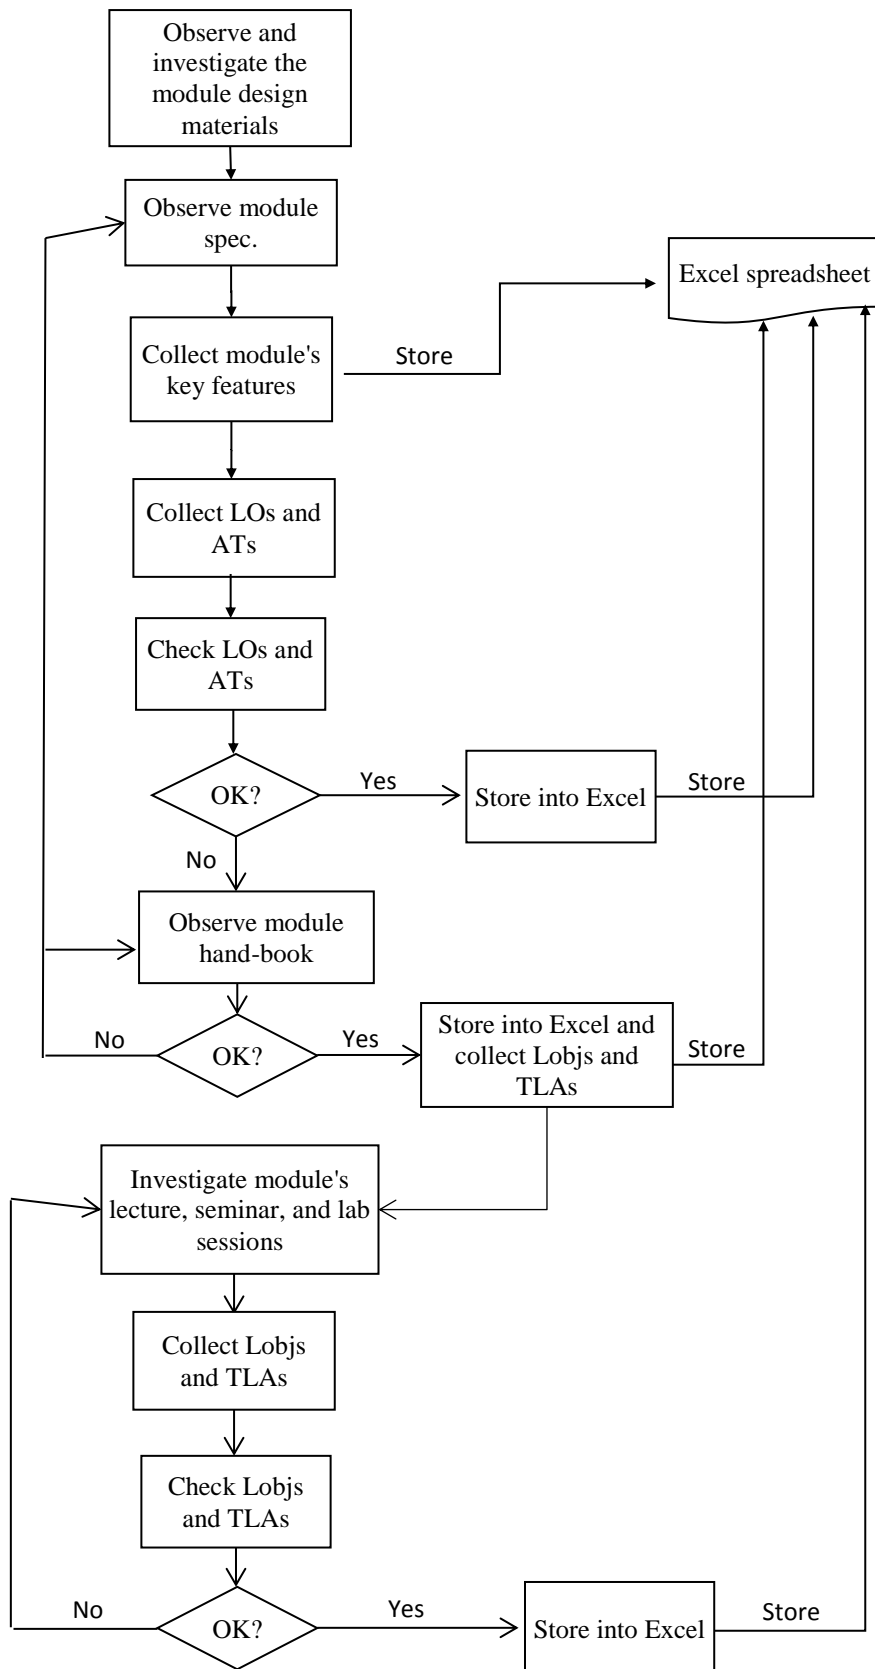 Observe and
investigate the
module design
materials
Observe module
spec.
Excel spreadsheet
Collect module's
key features
Store
Collect LOs and
ATs
Check LOs and
ATs
OK?
Yes
Store into Excel
Store
No
Observe module
hand-book
No
OK?
Yes
Store into Excel and
collect Lobjs and
TLAs
Store
Investigate module's
lecture, seminar, and lab
sessions
Collect Lobjs
and TLAs
Check Lobjs
and TLAs
No
OK?
Yes
Store into Excel
Store